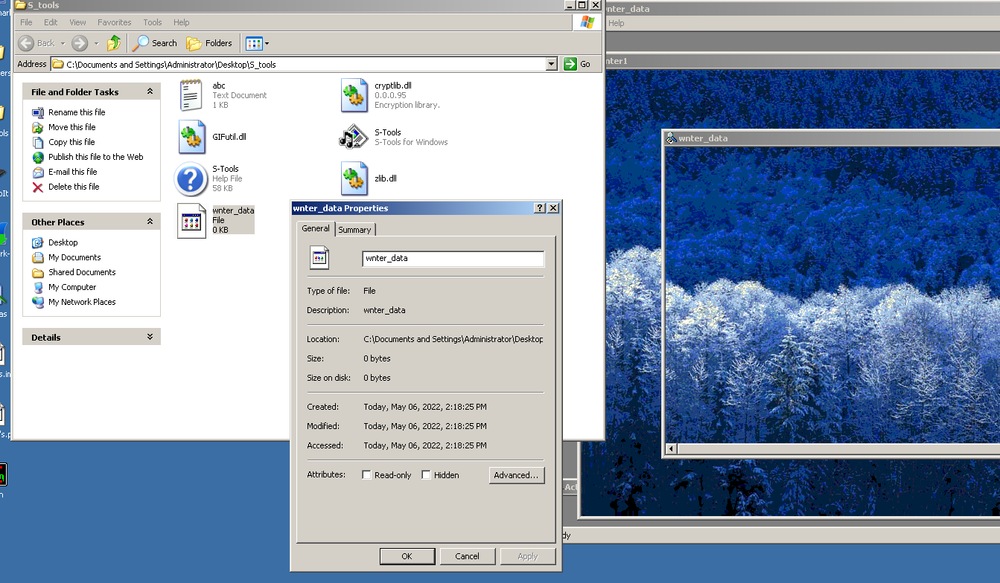 S_tools
File Edit View Favorites Tools Help
Back Search Folders
Address C:\Documents and Settings\Administrator\Desktop\S_tools Go
File and Folder Tasks
Rename this file
Move this file
Copy this file
Publish this file to the Web
E-mail this file
Delete this file
Other Places
Desktop
My Documents
Shared Documents
My Computer
My Network Places
Details
abc
Text Document
1 KB
cryptlib.dll
0.0.0.95
Encryption library.
GIFutil.dll
S-Tools
S-Tools for Windows
S-Tools
Help File
58 KB
zlib.dll
wnter_data
File
0 KB
wnter_data Properties
General Summary
wnter_data
Type of file: File
Description: wnter_data
Location: C:\Documents and Settings\Administrator\Desktop
Size: 0 bytes
Size on disk: 0 bytes
Created: Today, May 06, 2022, 2:18:25 PM
Modified: Today, May 06, 2022, 2:18:25 PM
Accessed: Today, May 06, 2022, 2:18:25 PM
Attributes: Read-only Hidden Advanced...
OK Cancel Apply
nter_data
Help
nter1
wnter_data
Act
dy